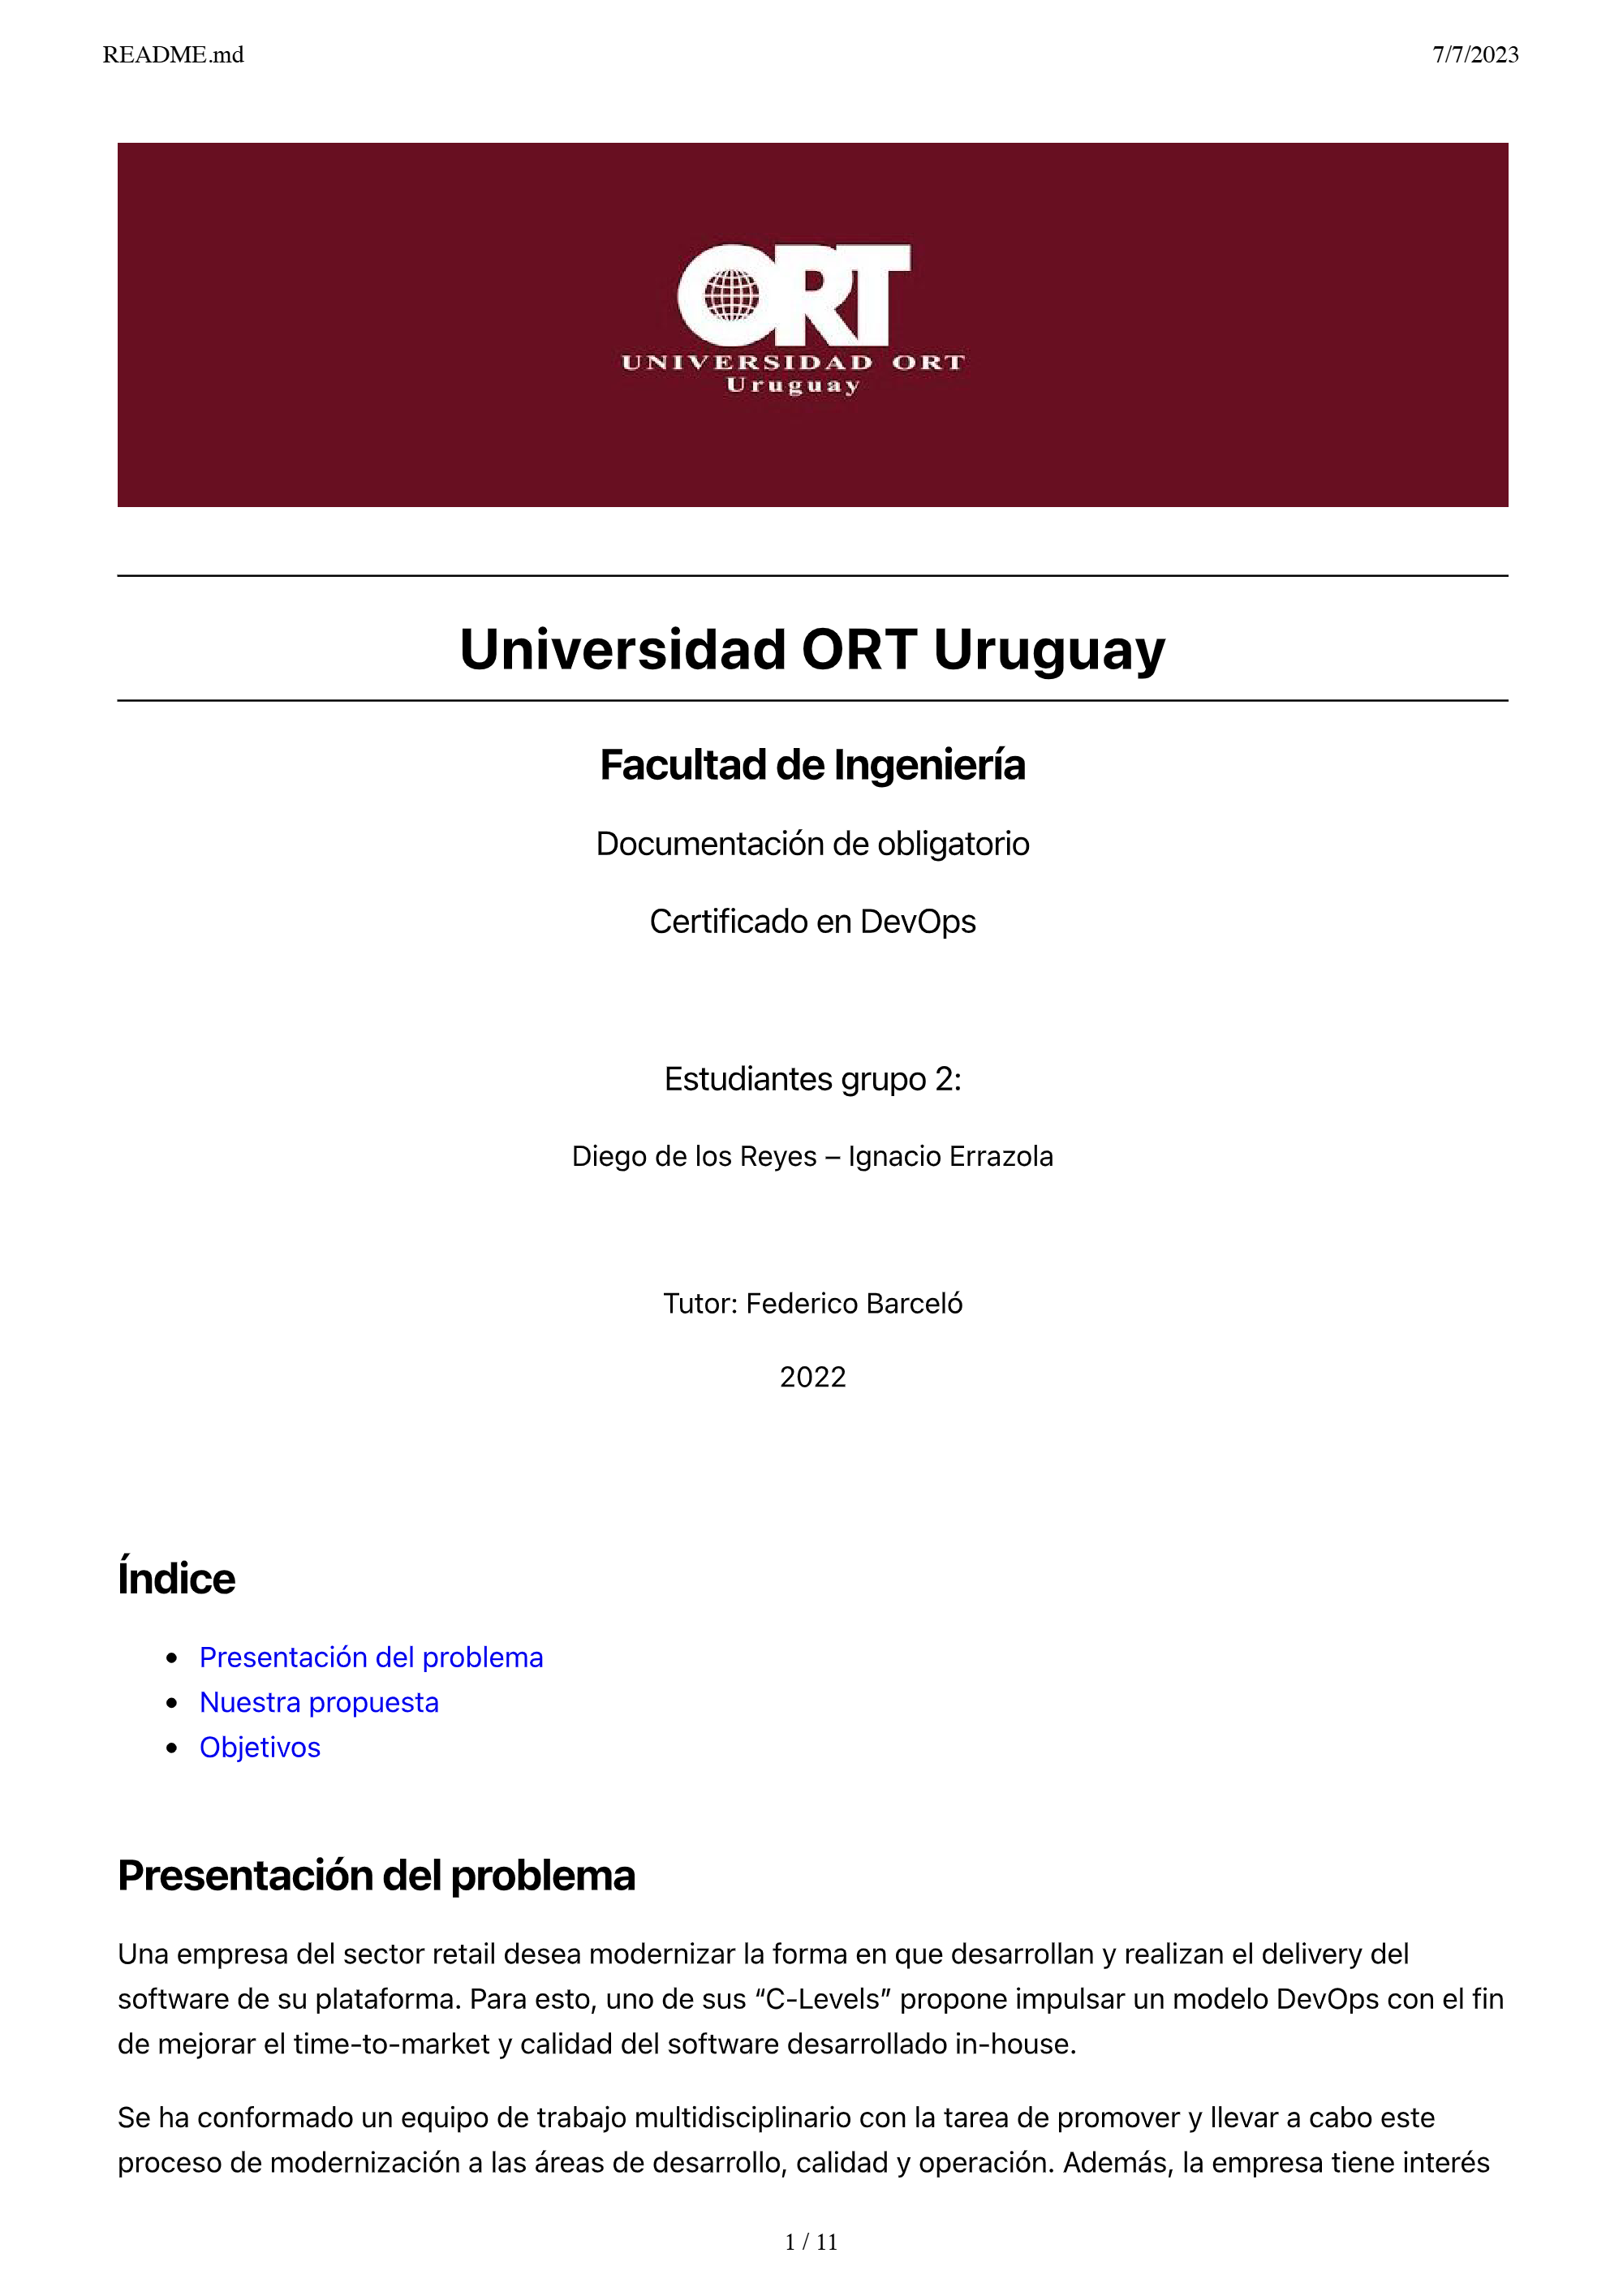 README.md
7/7/2023
ORT
UNIVERSIDAD ORT
Uruguay
Universidad ORT Uruguay
Facultad de Ingeniería
Documentación de obligatorio
Certificado en DevOps
Estudiantes grupo 2:
Diego de los Reyes – Ignacio Errazola
Tutor: Federico Barceló
2022
Índice
• Presentación del problema
• Nuestra propuesta
• Objetivos
Presentación del problema
Una empresa del sector retail desea modernizar la forma en que desarrollan y realizan el delivery del
software de su plataforma. Para esto, uno de sus “C-Levels” propone impulsar un modelo DevOps con el fin
de mejorar el time-to-market y calidad del software desarrollado in-house.
Se ha conformado un equipo de trabajo multidisciplinario con la tarea de promover y llevar a cabo este
proceso de modernización a las áreas de desarrollo, calidad y operación. Además, la empresa tiene interés
1 / 11